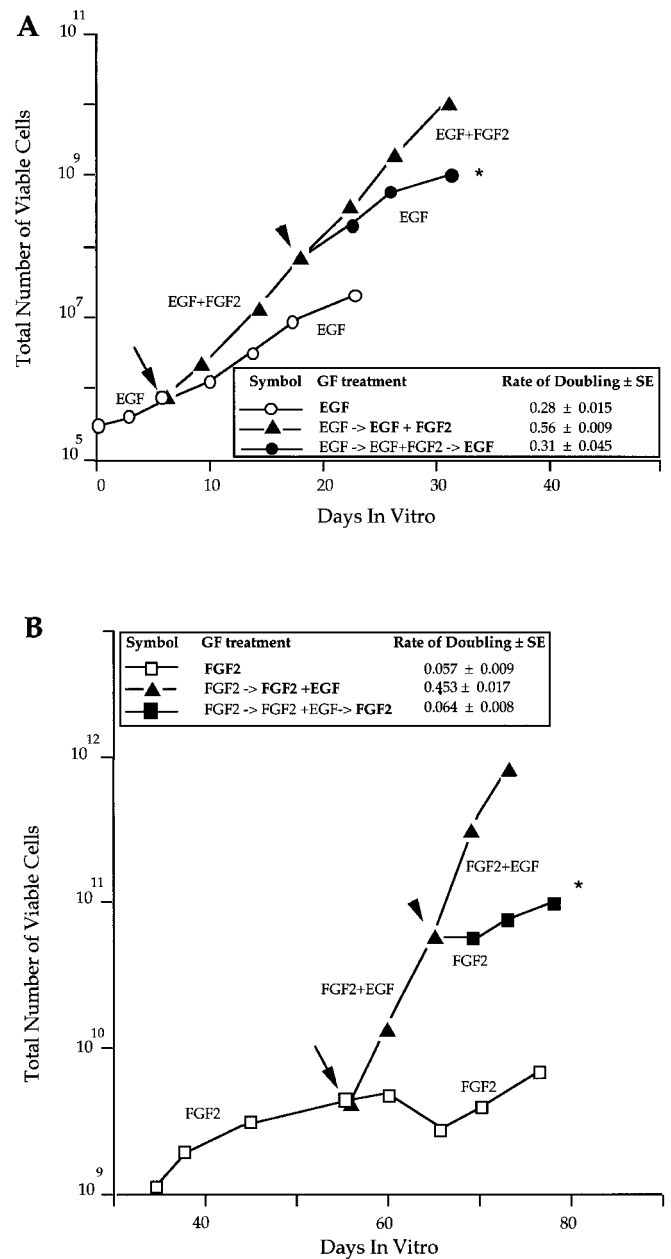 A
10^11
10^9
10^7
10^5
Total Number of Viable Cells
EGF+FGF2
*
EGF
EGF+FGF2
EGF
EGF
Symbol GF treatment Rate of Doubling ± SE
EGF 0.28 ± 0.015
EGF -> EGF + FGF2 0.56 ± 0.009
EGF -> EGF+FGF2 -> EGF 0.31 ± 0.045
0 10 20 30 40
Days In Vitro
B
Symbol GF treatment Rate of Doubling ± SE
FGF2 0.057 ± 0.009
FGF2 -> FGF2 +EGF 0.453 ± 0.017
FGF2 -> FGF2 +EGF-> FGF2 0.064 ± 0.008
10^12
10^11
10^10
10^9
Total Number of Viable Cells
FGF2+EGF
*
FGF2
FGF2+EGF
FGF2
FGF2
40 60 80
Days In Vitro